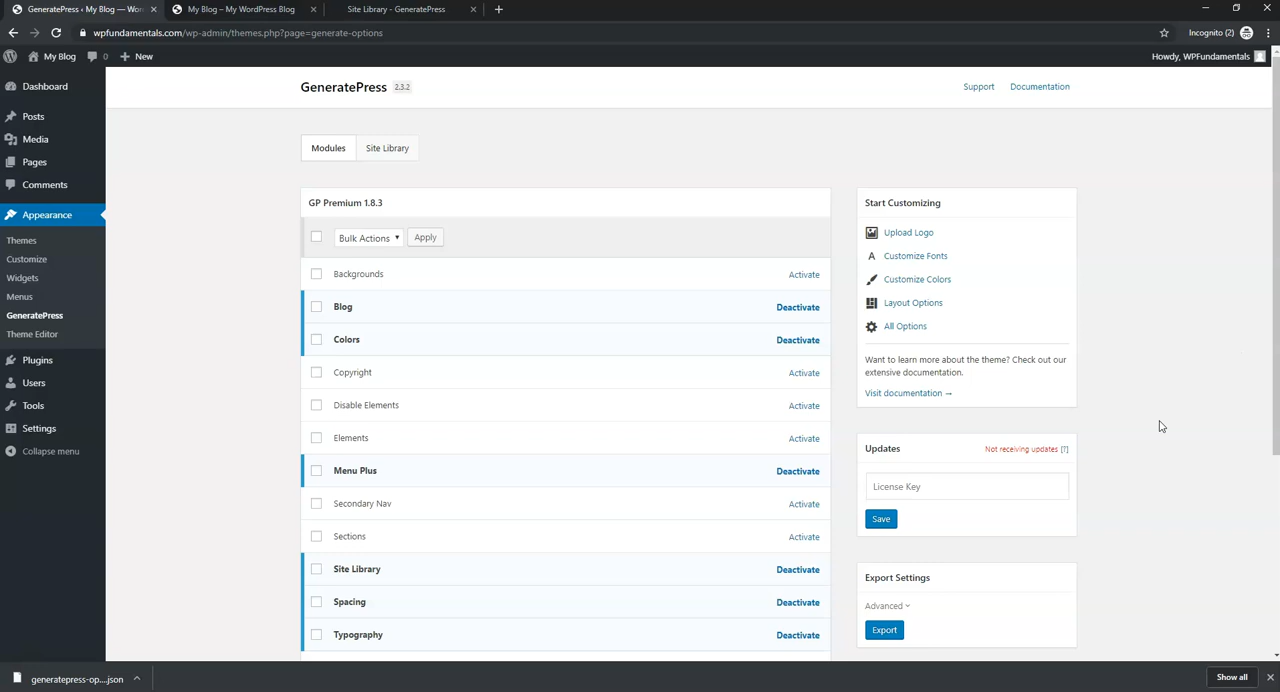 GeneratePress ‹ My Blog — Wor
My Blog – My WordPress Blog
Site Library - GeneratePress
wpfundamentals.com/wp-admin/themes.php?page=generate-options
Incognito (2)
My Blog
0
New
Howdy, WPFundamentals
Dashboard
Posts
Media
Pages
Comments
Appearance
Themes
Customize
Widgets
Menus
GeneratePress
Theme Editor
Plugins
Users
Tools
Settings
Collapse menu
GeneratePress 2.3.2
Support
Documentation
Modules
Site Library
GP Premium 1.8.3
Bulk Actions
Apply
Backgrounds Activate
Blog Deactivate
Colors Deactivate
Copyright Activate
Disable Elements Activate
Elements Activate
Menu Plus Deactivate
Secondary Nav Activate
Sections Activate
Site Library Deactivate
Spacing Deactivate
Typography Deactivate
Start Customizing
Upload Logo
Customize Fonts
Customize Colors
Layout Options
All Options
Want to learn more about the theme? Check out our
extensive documentation.
Visit documentation →
Updates Not receiving updates [?]
License Key
Save
Export Settings
Advanced
Export
generatepress-op....json
Show all